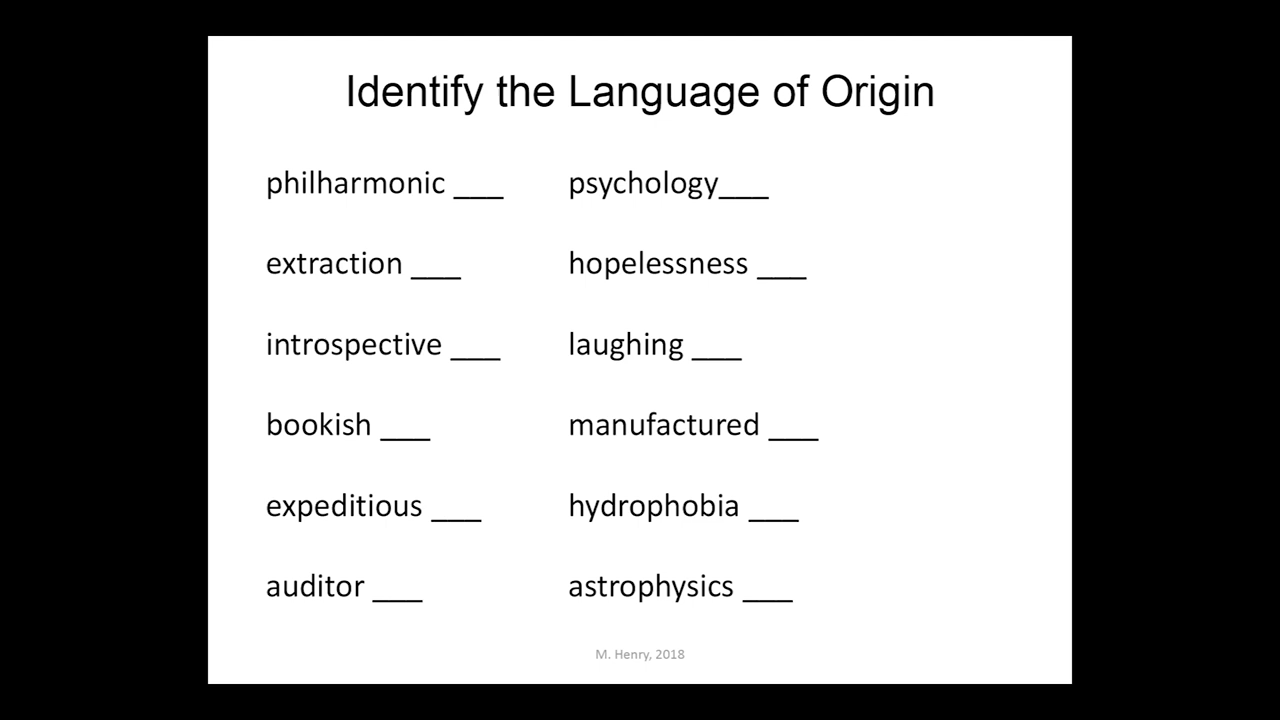 Identify the Language of Origin
philharmonic ___
extraction ___
introspective ___
bookish ___
expeditious ___
auditor ___
psychology___
hopelessness ___
laughing ___
manufactured ___
hydrophobia ___
astrophysics ___
M. Henry, 2018